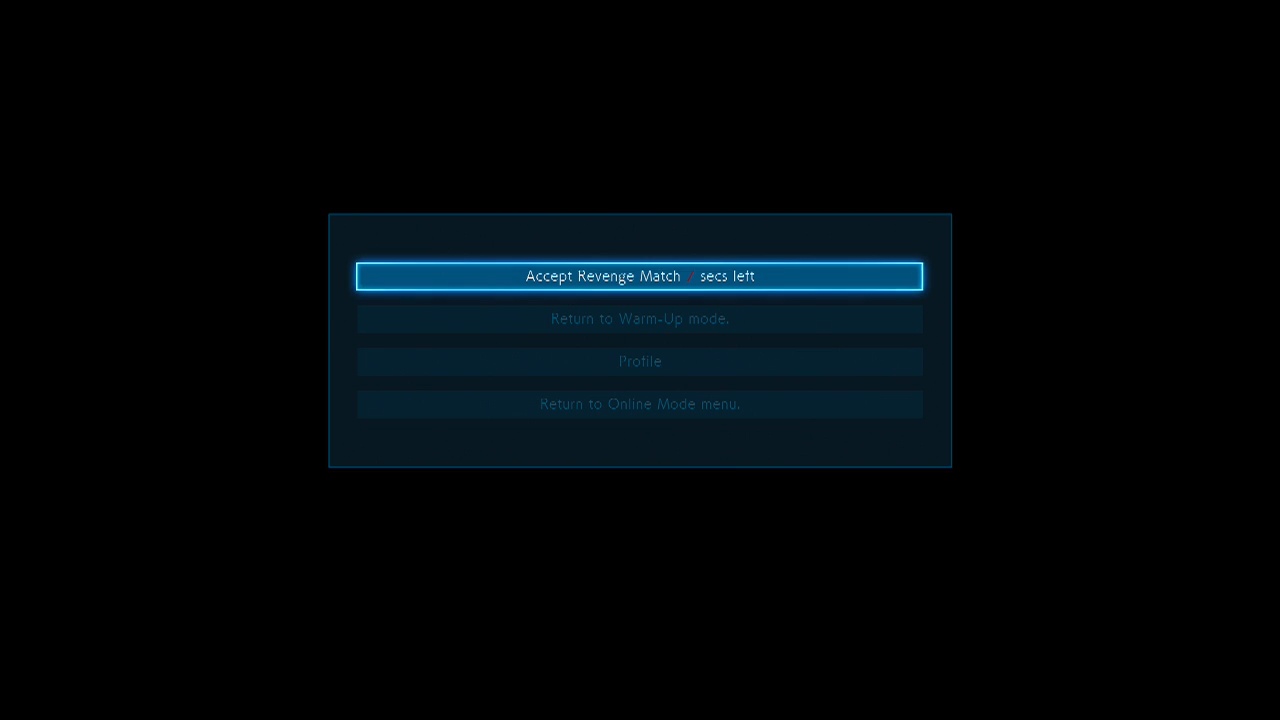 Accept Revenge Match / secs left
Return to Warm-Up mode.
Profile
Return to Online Mode menu.